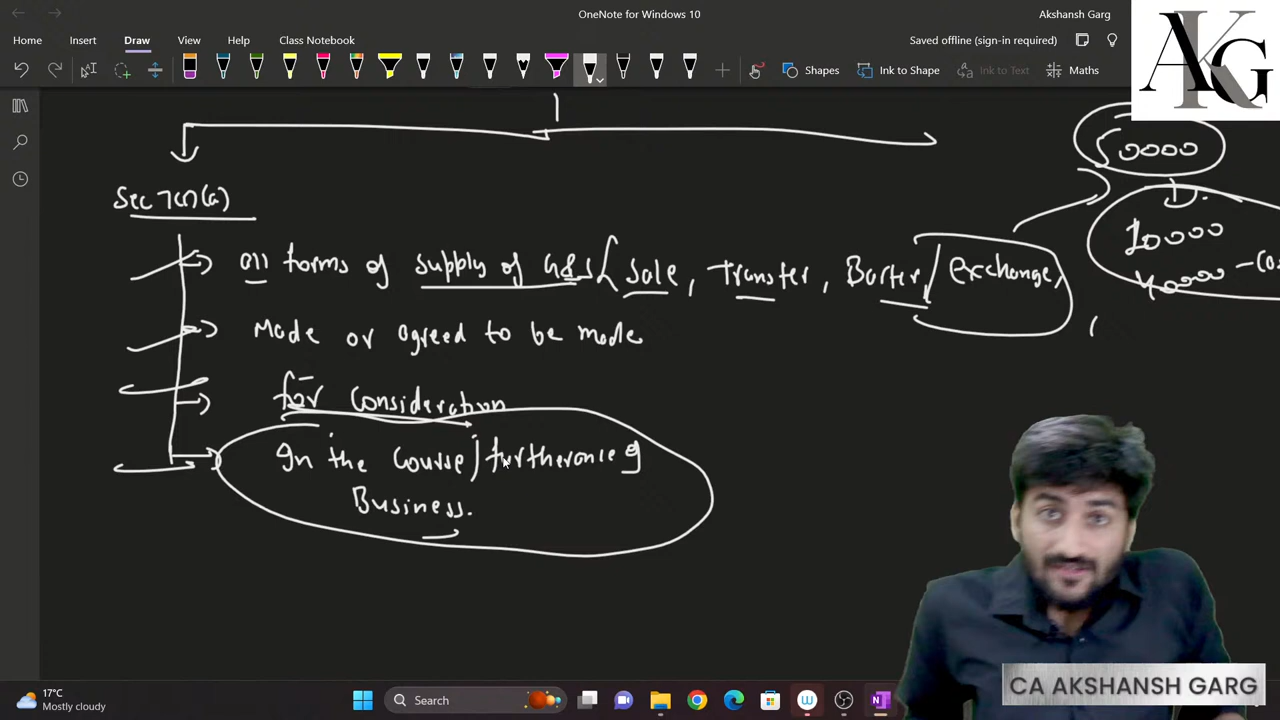 OneNote for Windows 10
Akshansh Garg
Home Insert Draw View Help Class Notebook
Saved offline (sign-in required)
Shapes Ink to Shape Ink to Text Maths
AKG
50000
Sec 7(1)(a)
10000
all forms of supply of G&S ( sale, Transfer, Barter / exchange,
40000
Made or agreed to be made
for consideration
In the course / furtherance of
Business.
CA AKSHANSH GARG
17°C
Mostly cloudy
Search